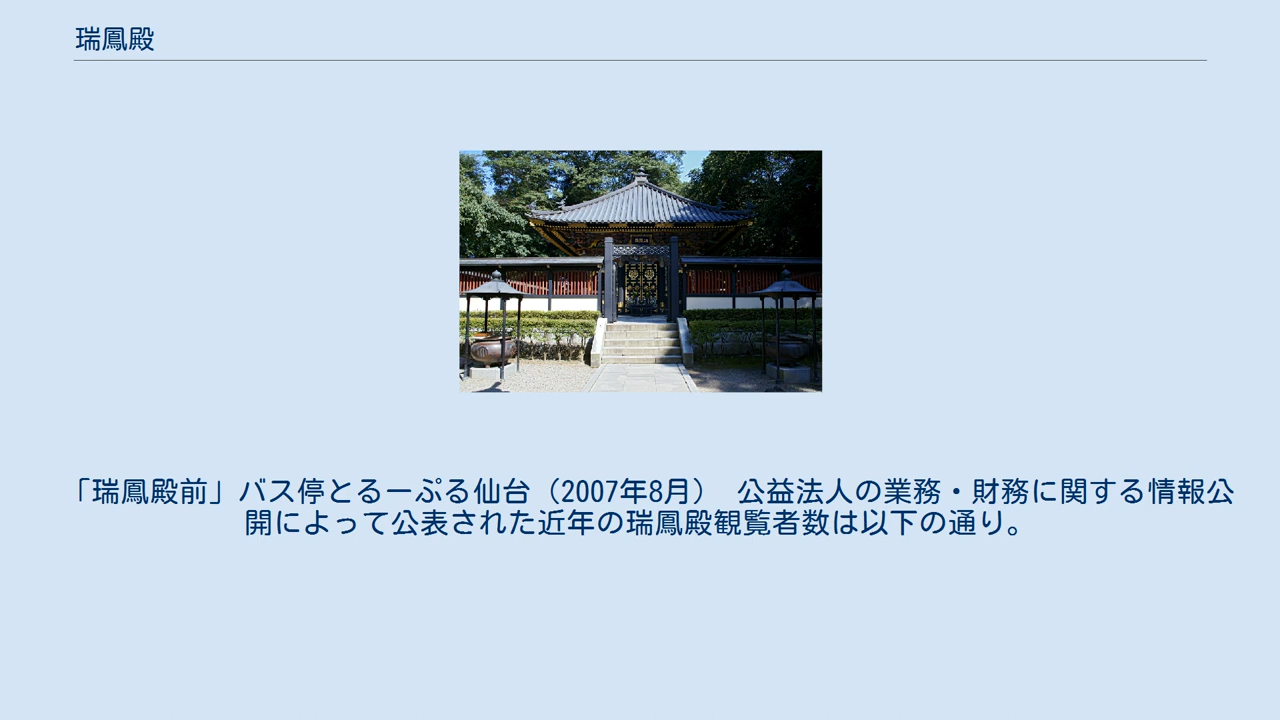 瑞鳳殿
「瑞鳳殿前」バス停とるーぷる仙台（2007年8月） 公益法人の業務・財務に関する情報公
開によって公表された近年の瑞鳳殿観覧者数は以下の通り。